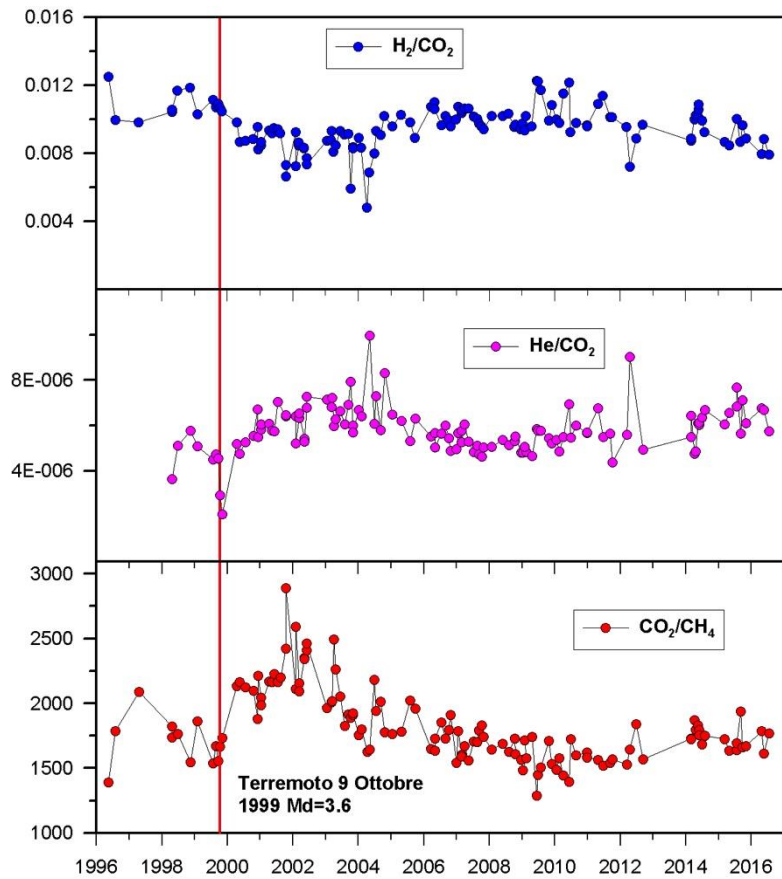 0.016
H₂/CO₂
0.012
0.008
0.004
He/CO₂
8E-006
4E-006
3000
CO₂/CH₄
2500
2000
1500
Terremoto 9 Ottobre
1999 Md=3.6
1000
1996 1998 2000 2002 2004 2006 2008 2010 2012 2014 2016